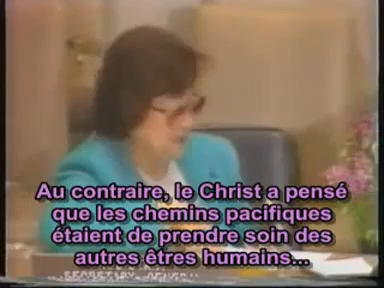 Au contraire, le Christ a pensé
que les chemins pacifiques
étaient de prendre soin des
autres êtres humains...